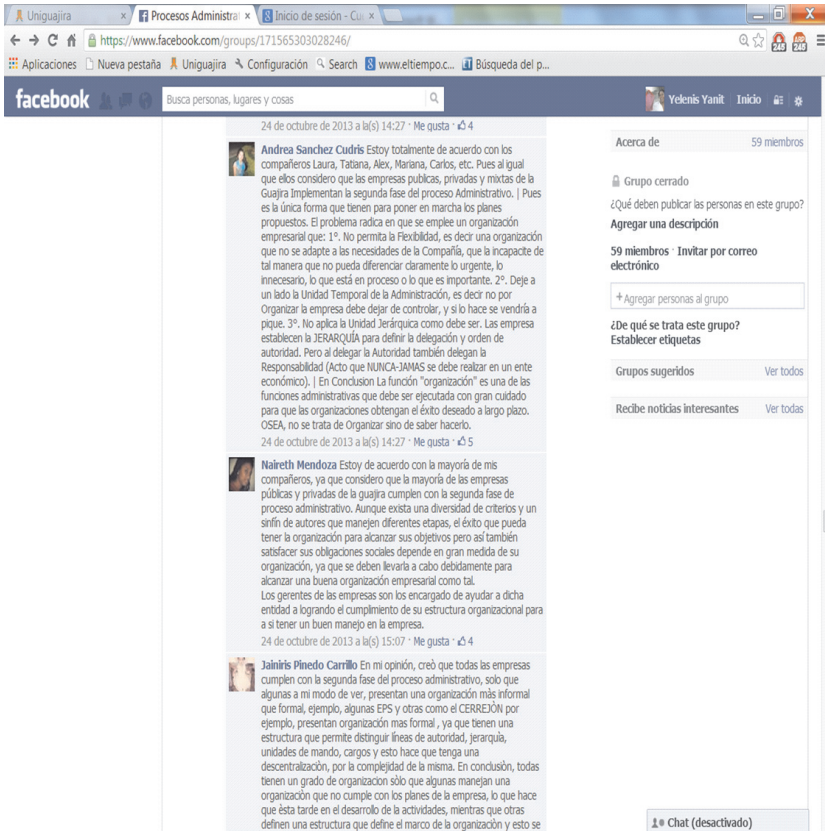 Uniguajira
Procesos Administra
Inicio de sesión - Cu
https://www.facebook.com/groups/171565303028246/
Aplicaciones Nueva pestaña Uniguajira Configuración Search www.eltiempo.c... Búsqueda del p...
facebook
Busca personas, lugares y cosas
Yelenis Yanit Inicio
24 de octubre de 2013 a la(s) 14:27 · Me gusta · 4
Andrea Sanchez Cudris Estoy totalmente de acuerdo con los
compañeros Laura, Tatiana, Alex, Mariana, Carlos, etc. Pues al igual
que ellos considero que las empresas publicas, privadas y mixtas de la
Guajira Implementan la segunda fase del proceso Administrativo. | Pues
es la única forma que tienen para poner en marcha los planes
propuestos. El problema radica en que se emplee un organización
empresarial que: 1º. No permita la Flexibilidad, es decir una organización
que no se adapte a las necesidades de la Compañía, que la incapacite de
tal manera que no pueda diferenciar claramente lo urgente, lo
innecesario, lo que está en proceso o lo que es importante. 2º. Deje a
un lado la Unidad Temporal de la Administración, es decir no por
Organizar la empresa debe dejar de controlar, y si lo hace se vendría a
pique. 3º. No aplica la Unidad Jerárquica como debe ser. Las empresa
establecen la JERARQUÍA para definir la delegación y orden de
autoridad. Pero al delegar la Autoridad también delegan la
Responsabilidad (Acto que NUNCA-JAMAS se debe realizar en un ente
económico). | En Conclusion La función "organización" es una de las
funciones administrativas que debe ser ejecutada con gran cuidado
para que las organizaciones obtengan el éxito deseado a largo plazo.
OSEA, no se trata de Organizar sino de saber hacerlo.
24 de octubre de 2013 a la(s) 14:27 · Me gusta · 5
Naireth Mendoza Estoy de acuerdo con la mayoría de mis
compañeros, ya que considero que la mayoría de las empresas
públicas y privadas de la guajira cumplen con la segunda fase de
proceso administrativo. Aunque exista una diversidad de criterios y un
sinfín de autores que manejen diferentes etapas, el éxito que pueda
tener la organización para alcanzar sus objetivos pero así también
satisfacer sus obligaciones sociales depende en gran medida de su
organización, ya que se deben llevarla a cabo debidamente para
alcanzar una buena organización empresarial como tal.
Los gerentes de las empresas son los encargado de ayudar a dicha
entidad a logrando el cumplimiento de su estructura organizacional para
a si tener un buen manejo en la empresa.
24 de octubre de 2013 a la(s) 15:07 · Me gusta · 4
Jainiris Pinedo Carrillo En mi opinión, creò que todas las empresas
cumplen con la segunda fase del proceso administrativo, solo que
algunas a mi modo de ver, presentan una organización màs informal
que formal, ejemplo, algunas EPS y otras como el CERREJÒN por
ejemplo, presentan organización mas formal , ya que tienen una
estructura que permite distinguir líneas de autoridad, jerarquìa,
unidades de mando, cargos y esto hace que tenga una
descentralizaciòn, por la complejidad de la misma. En conclusiòn, todas
tienen un grado de organizacion sòlo que algunas manejan una
organizaciòn que no cumple con los planes de la empresa, lo que hace
que èsta tarde en el desarrollo de la actividades, mientras que otras
definen una estructura que define el marco de la organizaciòn y esto se
Acerca de 59 miembros
Grupo cerrado
¿Qué deben publicar las personas en este grupo?
Agregar una descripción
59 miembros · Invitar por correo
electrónico
+ Agregar personas al grupo
¿De qué se trata este grupo?
Establecer etiquetas
Grupos sugeridos Ver todos
Recibe noticias interesantes Ver todas
Chat (desactivado)